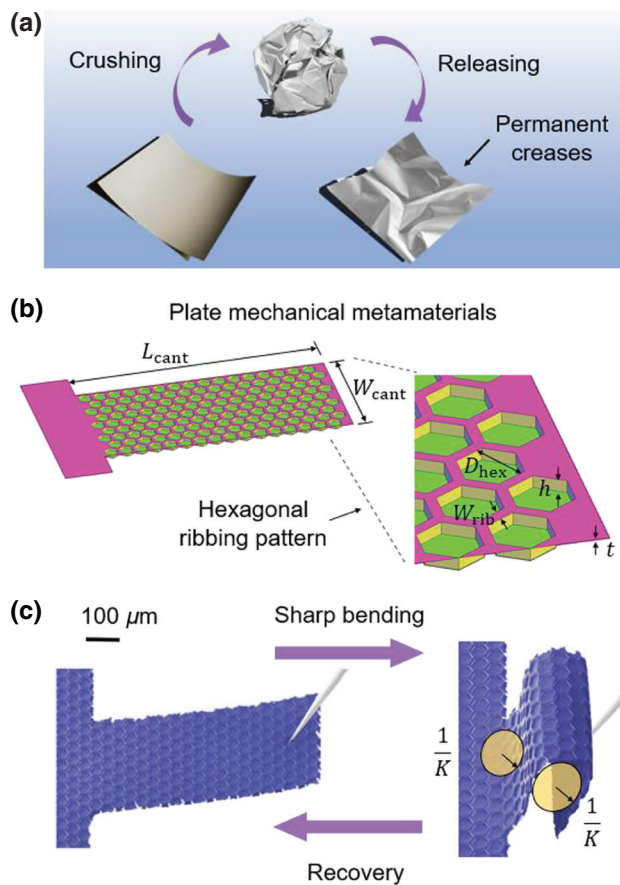 (a)
Crushing
Releasing
Permanent
creases
(b)
Plate mechanical metamaterials
L_cant
W_cant
D_hex
h
W_rib
t
Hexagonal
ribbing pattern
(c)
100 μm
Sharp bending
1/K
1/K
Recovery